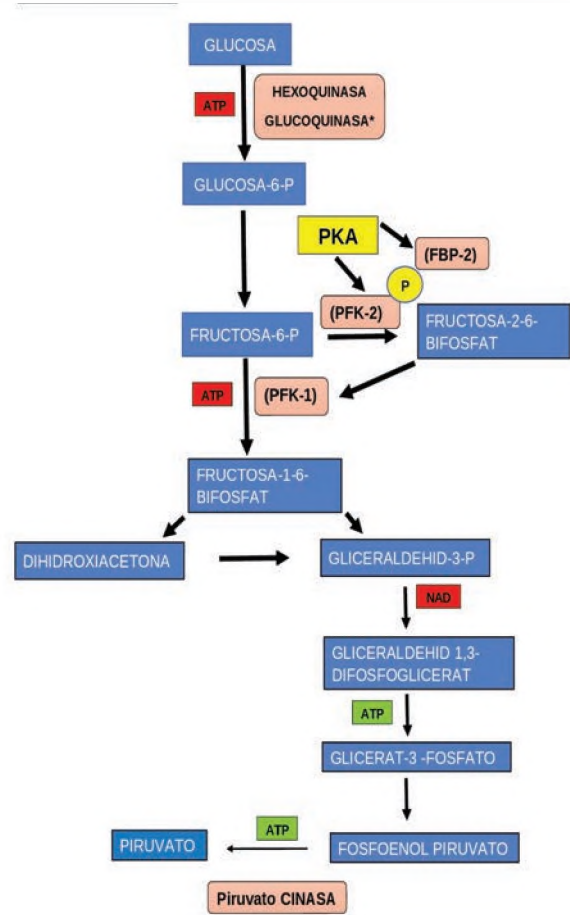 GLUCOSA
ATP
HEXOQUINASA
GLUCOQUINASA*
GLUCOSA-6-P
PKA
(FBP-2)
P
(PFK-2)
FRUCTOSA-6-P
FRUCTOSA-2-6-
BIFOSFAT
ATP
(PFK-1)
FRUCTOSA-1-6-
BIFOSFAT
DIHIDROXIACETONA
GLICERALDEHID-3-P
NAD
GLICERALDEHID 1,3-
DIFOSFOGLICERAT
ATP
GLICERAT-3 -FOSFATO
ATP
PIRUVATO
FOSFOENOL PIRUVATO
Piruvato CINASA